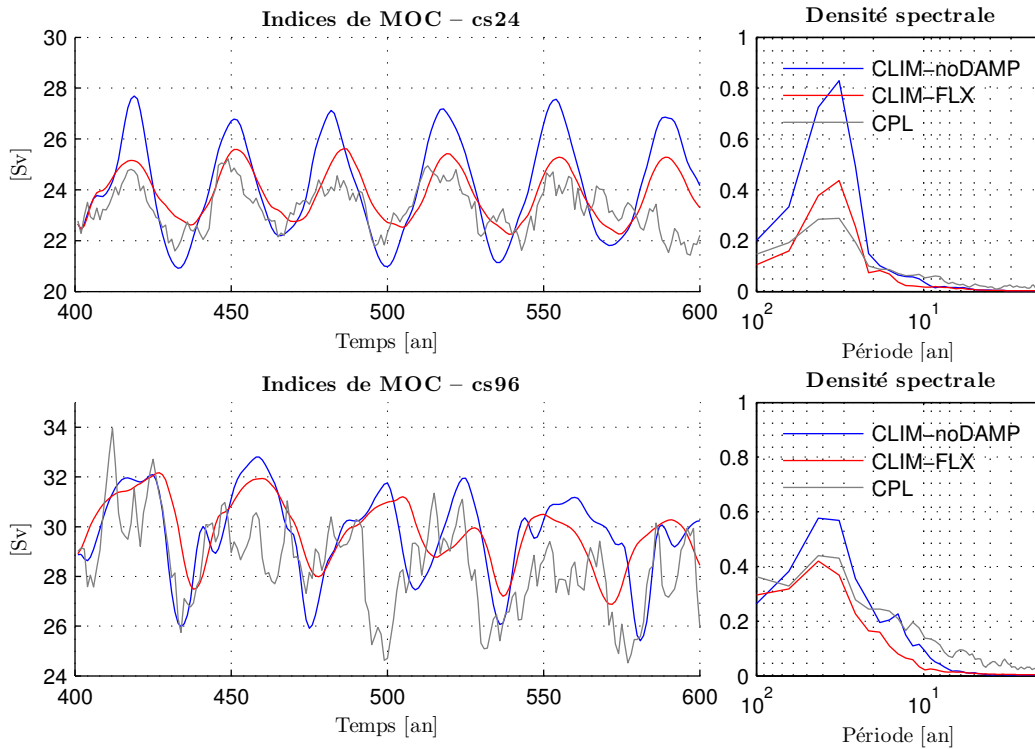 Indices de MOC – cs24
Densité spectrale
30
28
26
24
22
20
[Sv]
400
450
500
550
600
Temps [an]
1
0.8
0.6
0.4
0.2
0
CLIM−noDAMP
CLIM−FLX
CPL
10²
10¹
Période [an]
Indices de MOC – cs96
Densité spectrale
34
32
30
28
26
24
[Sv]
400
450
500
550
600
Temps [an]
1
0.8
0.6
0.4
0.2
0
CLIM−noDAMP
CLIM−FLX
CPL
10²
10¹
Période [an]